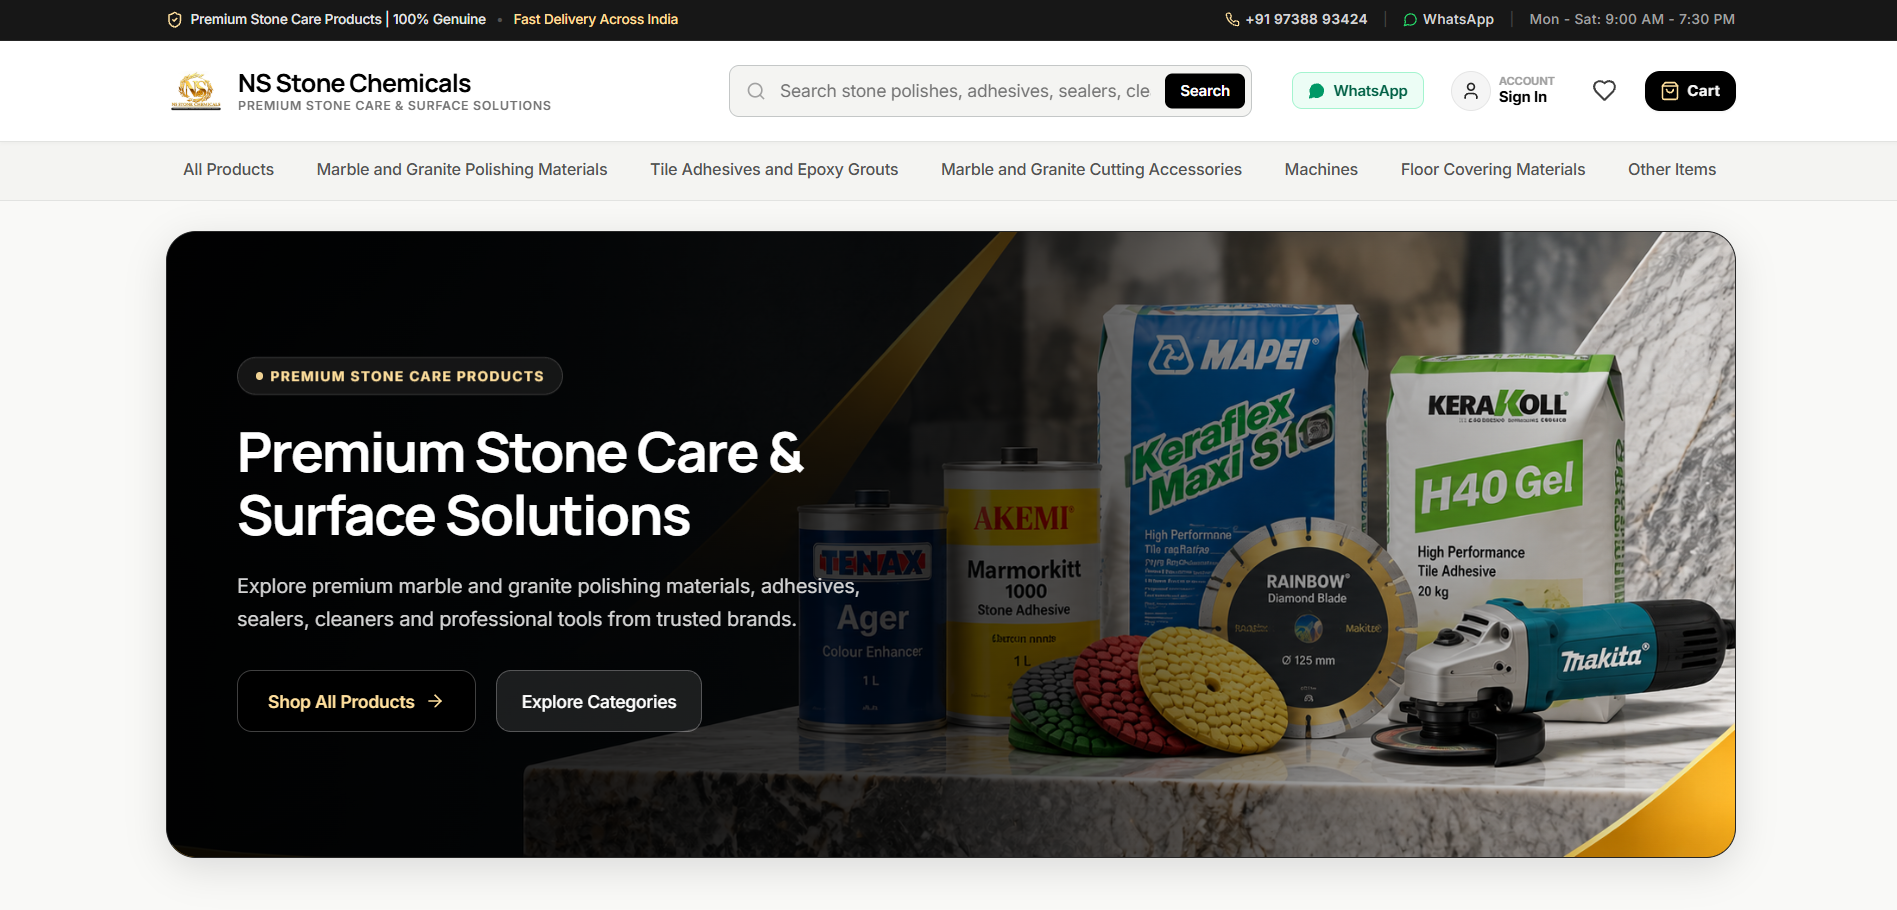 Premium Stone Care Products | 100% Genuine • Fast Delivery Across India
+91 97388 93424 | WhatsApp | Mon - Sat: 9:00 AM - 7:30 PM
NS STONE CHEMICALS
NS Stone Chemicals
PREMIUM STONE CARE & SURFACE SOLUTIONS
Search stone polishes, adhesives, sealers, cle
Search
WhatsApp
ACCOUNT
Sign In
Cart
All Products
Marble and Granite Polishing Materials
Tile Adhesives and Epoxy Grouts
Marble and Granite Cutting Accessories
Machines
Floor Covering Materials
Other Items
PREMIUM STONE CARE PRODUCTS
Premium Stone Care &
Surface Solutions
Explore premium marble and granite polishing materials, adhesives,
sealers, cleaners and professional tools from trusted brands.
Shop All Products →
Explore Categories
TENAX
Ager
Colour Enhancer
1 L
AKEMI®
Marmorkitt
1000
Stone Adhesive
1 L
MAPEI®
Keraflex
Maxi S1
High Performance
RAINBOW®
Diamond Blade
Ø 125 mm
KERAKOLL
H40 Gel
High Performance
Tile Adhesive
20 kg
makita®